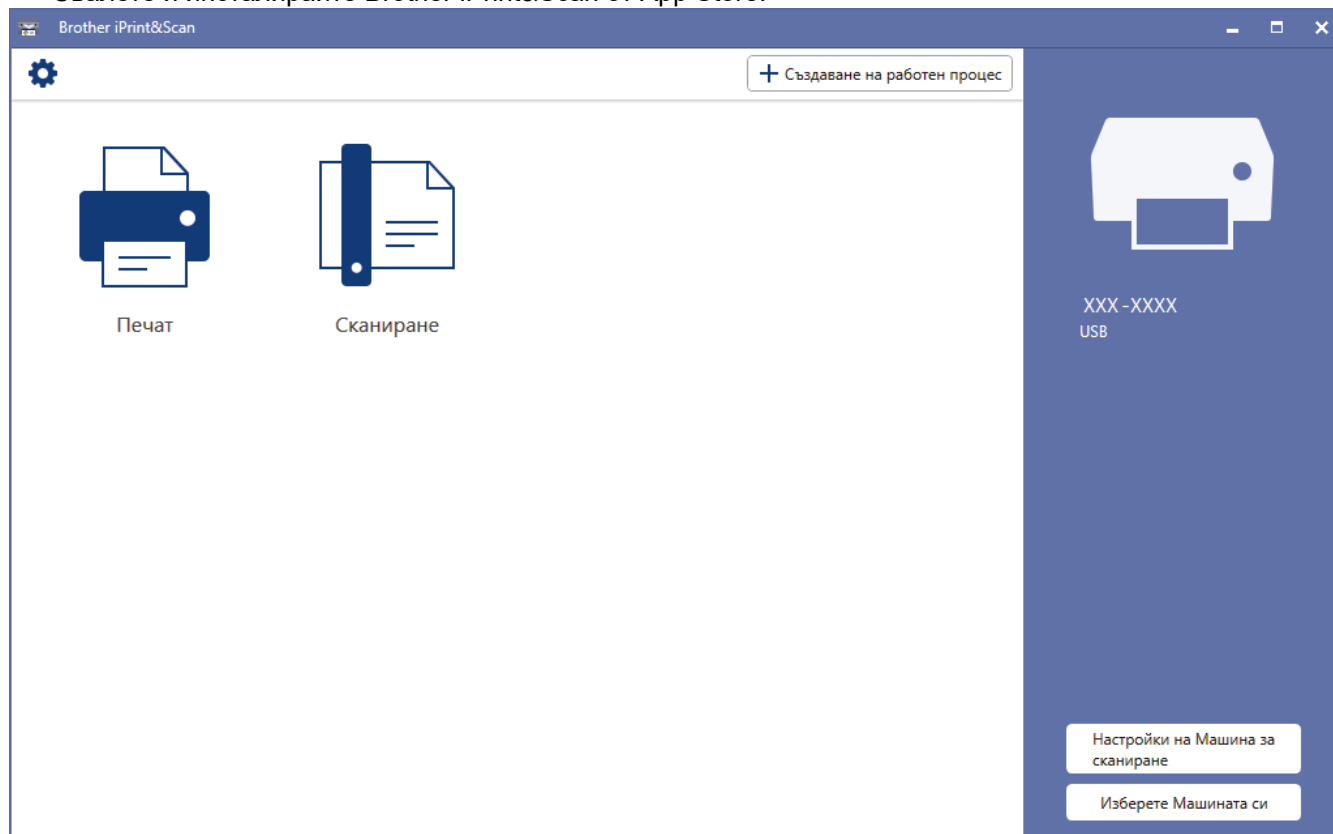 Brother iPrint&Scan
Създаване на работен процес
Печат
Сканиране
XXX-XXXX
USB
Настройки на Машина за
сканиране
Изберете Машината си